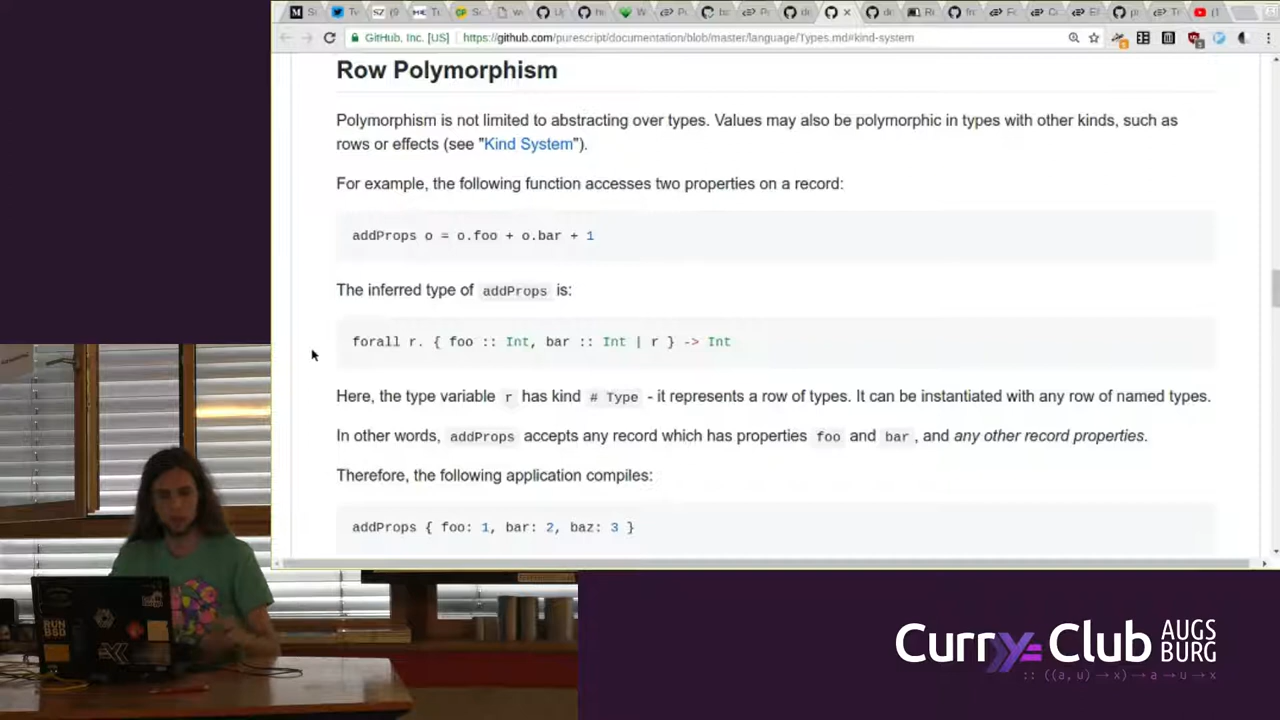 GitHub, Inc. [US]
https://github.com/purescript/documentation/blob/master/language/Types.md#kind-system
Row Polymorphism
Polymorphism is not limited to abstracting over types. Values may also be polymorphic in types with other kinds, such as
rows or effects (see "Kind System").
For example, the following function accesses two properties on a record:
addProps o = o.foo + o.bar + 1
The inferred type of addProps is:
forall r. { foo :: Int, bar :: Int | r } -> Int
Here, the type variable r has kind # Type - it represents a row of types. It can be instantiated with any row of named types.
In other words, addProps accepts any record which has properties foo and bar , and any other record properties.
Therefore, the following application compiles:
addProps { foo: 1, bar: 2, baz: 3 }
RUN
BSD
Curry Club AUGS
BURG
:: ((a, u) → x) → a → u → x